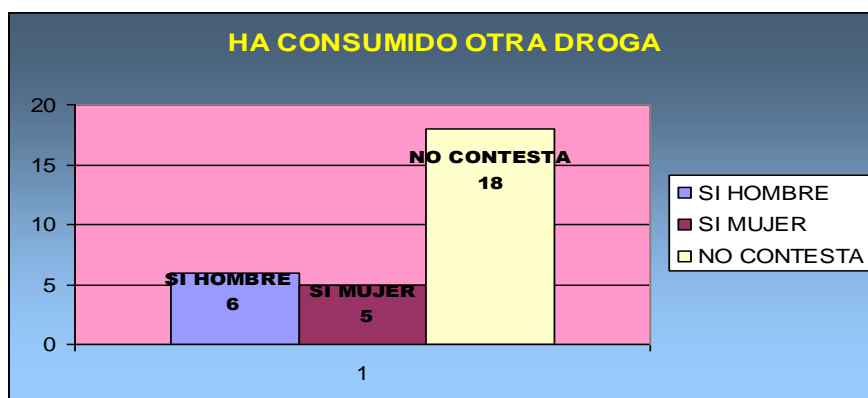 HA CONSUMIDO OTRA DROGA
20
15
10
5
0
NO CONTESTA
18
SI HOMBRE
6
SI MUJER
5
1
SI HOMBRE
SI MUJER
NO CONTESTA